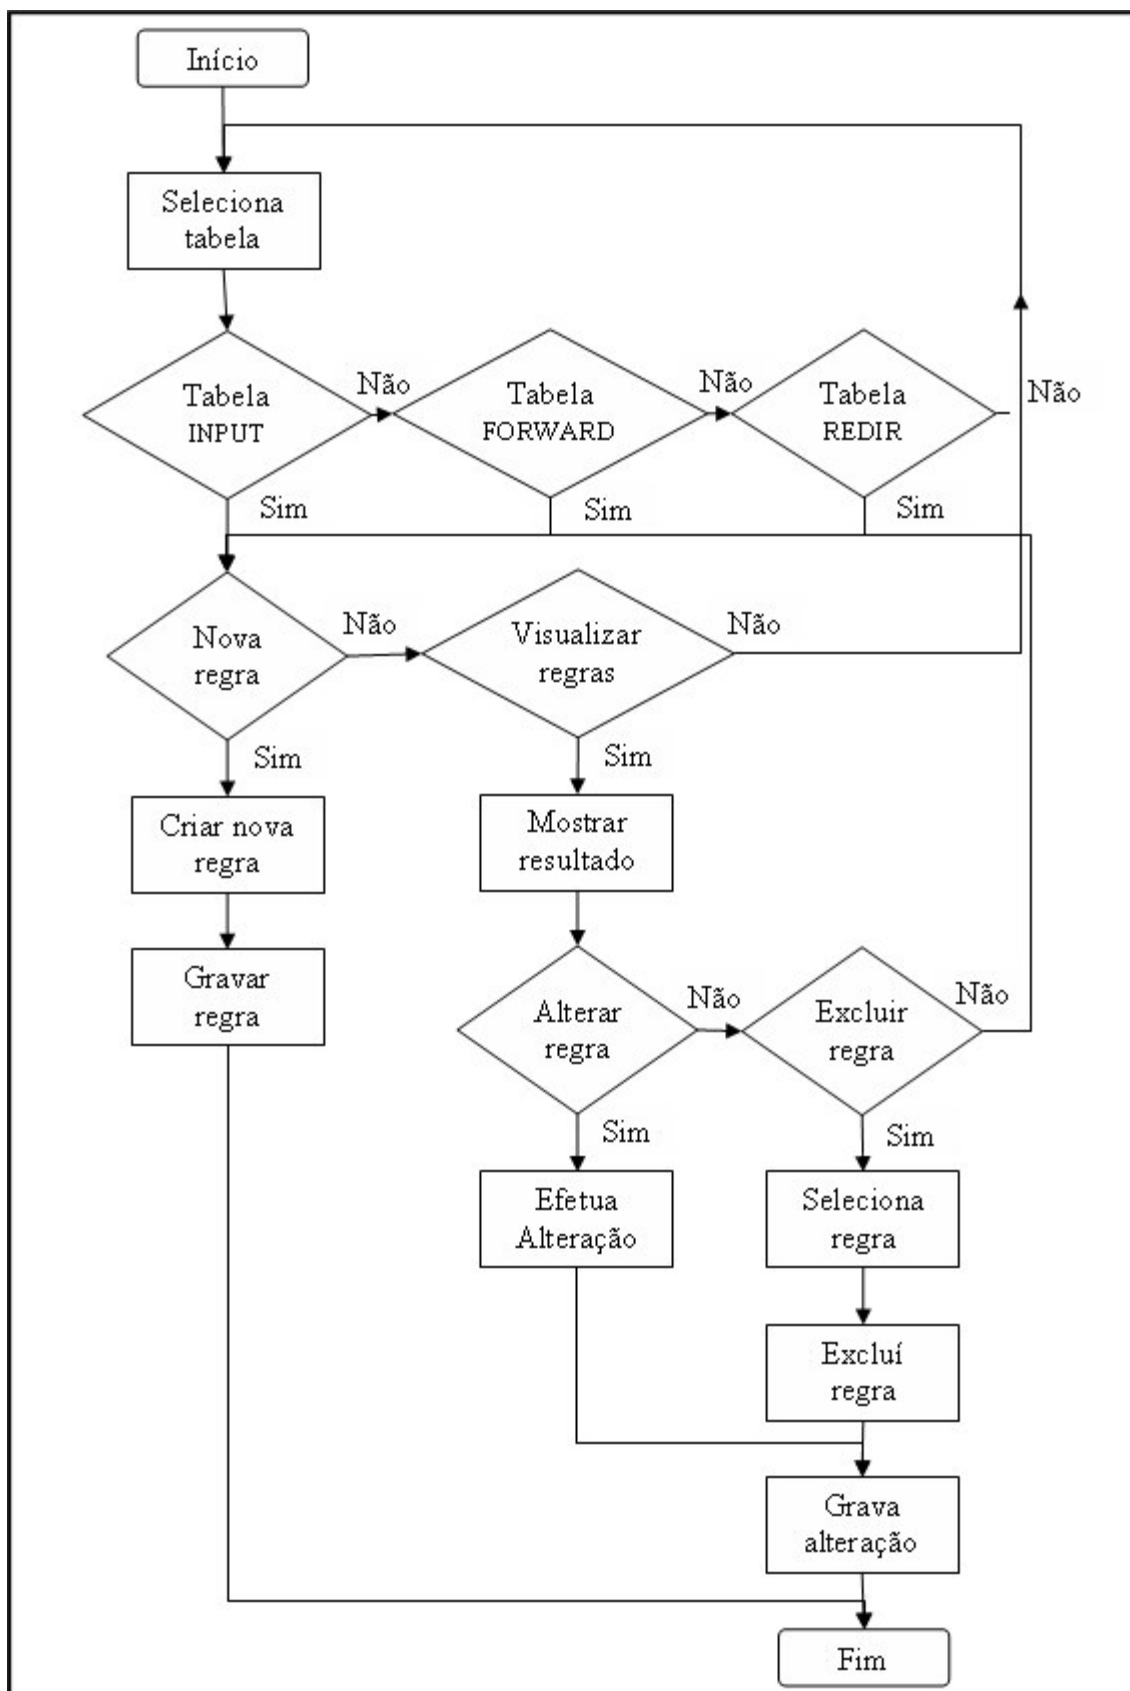 Início
Seleciona
tabela
Tabela
INPUT
Não
Tabela
FORWARD
Não
Tabela
REDIR
Não
Sim
Sim
Sim
Nova
regra
Não
Visualizar
regras
Não
Sim
Sim
Criar nova
regra
Mostrar
resultado
Gravar
regra
Alterar
regra
Não
Excluir
regra
Não
Sim
Sim
Efetua
Alteração
Seleciona
regra
Excluí
regra
Grava
alteração
Fim